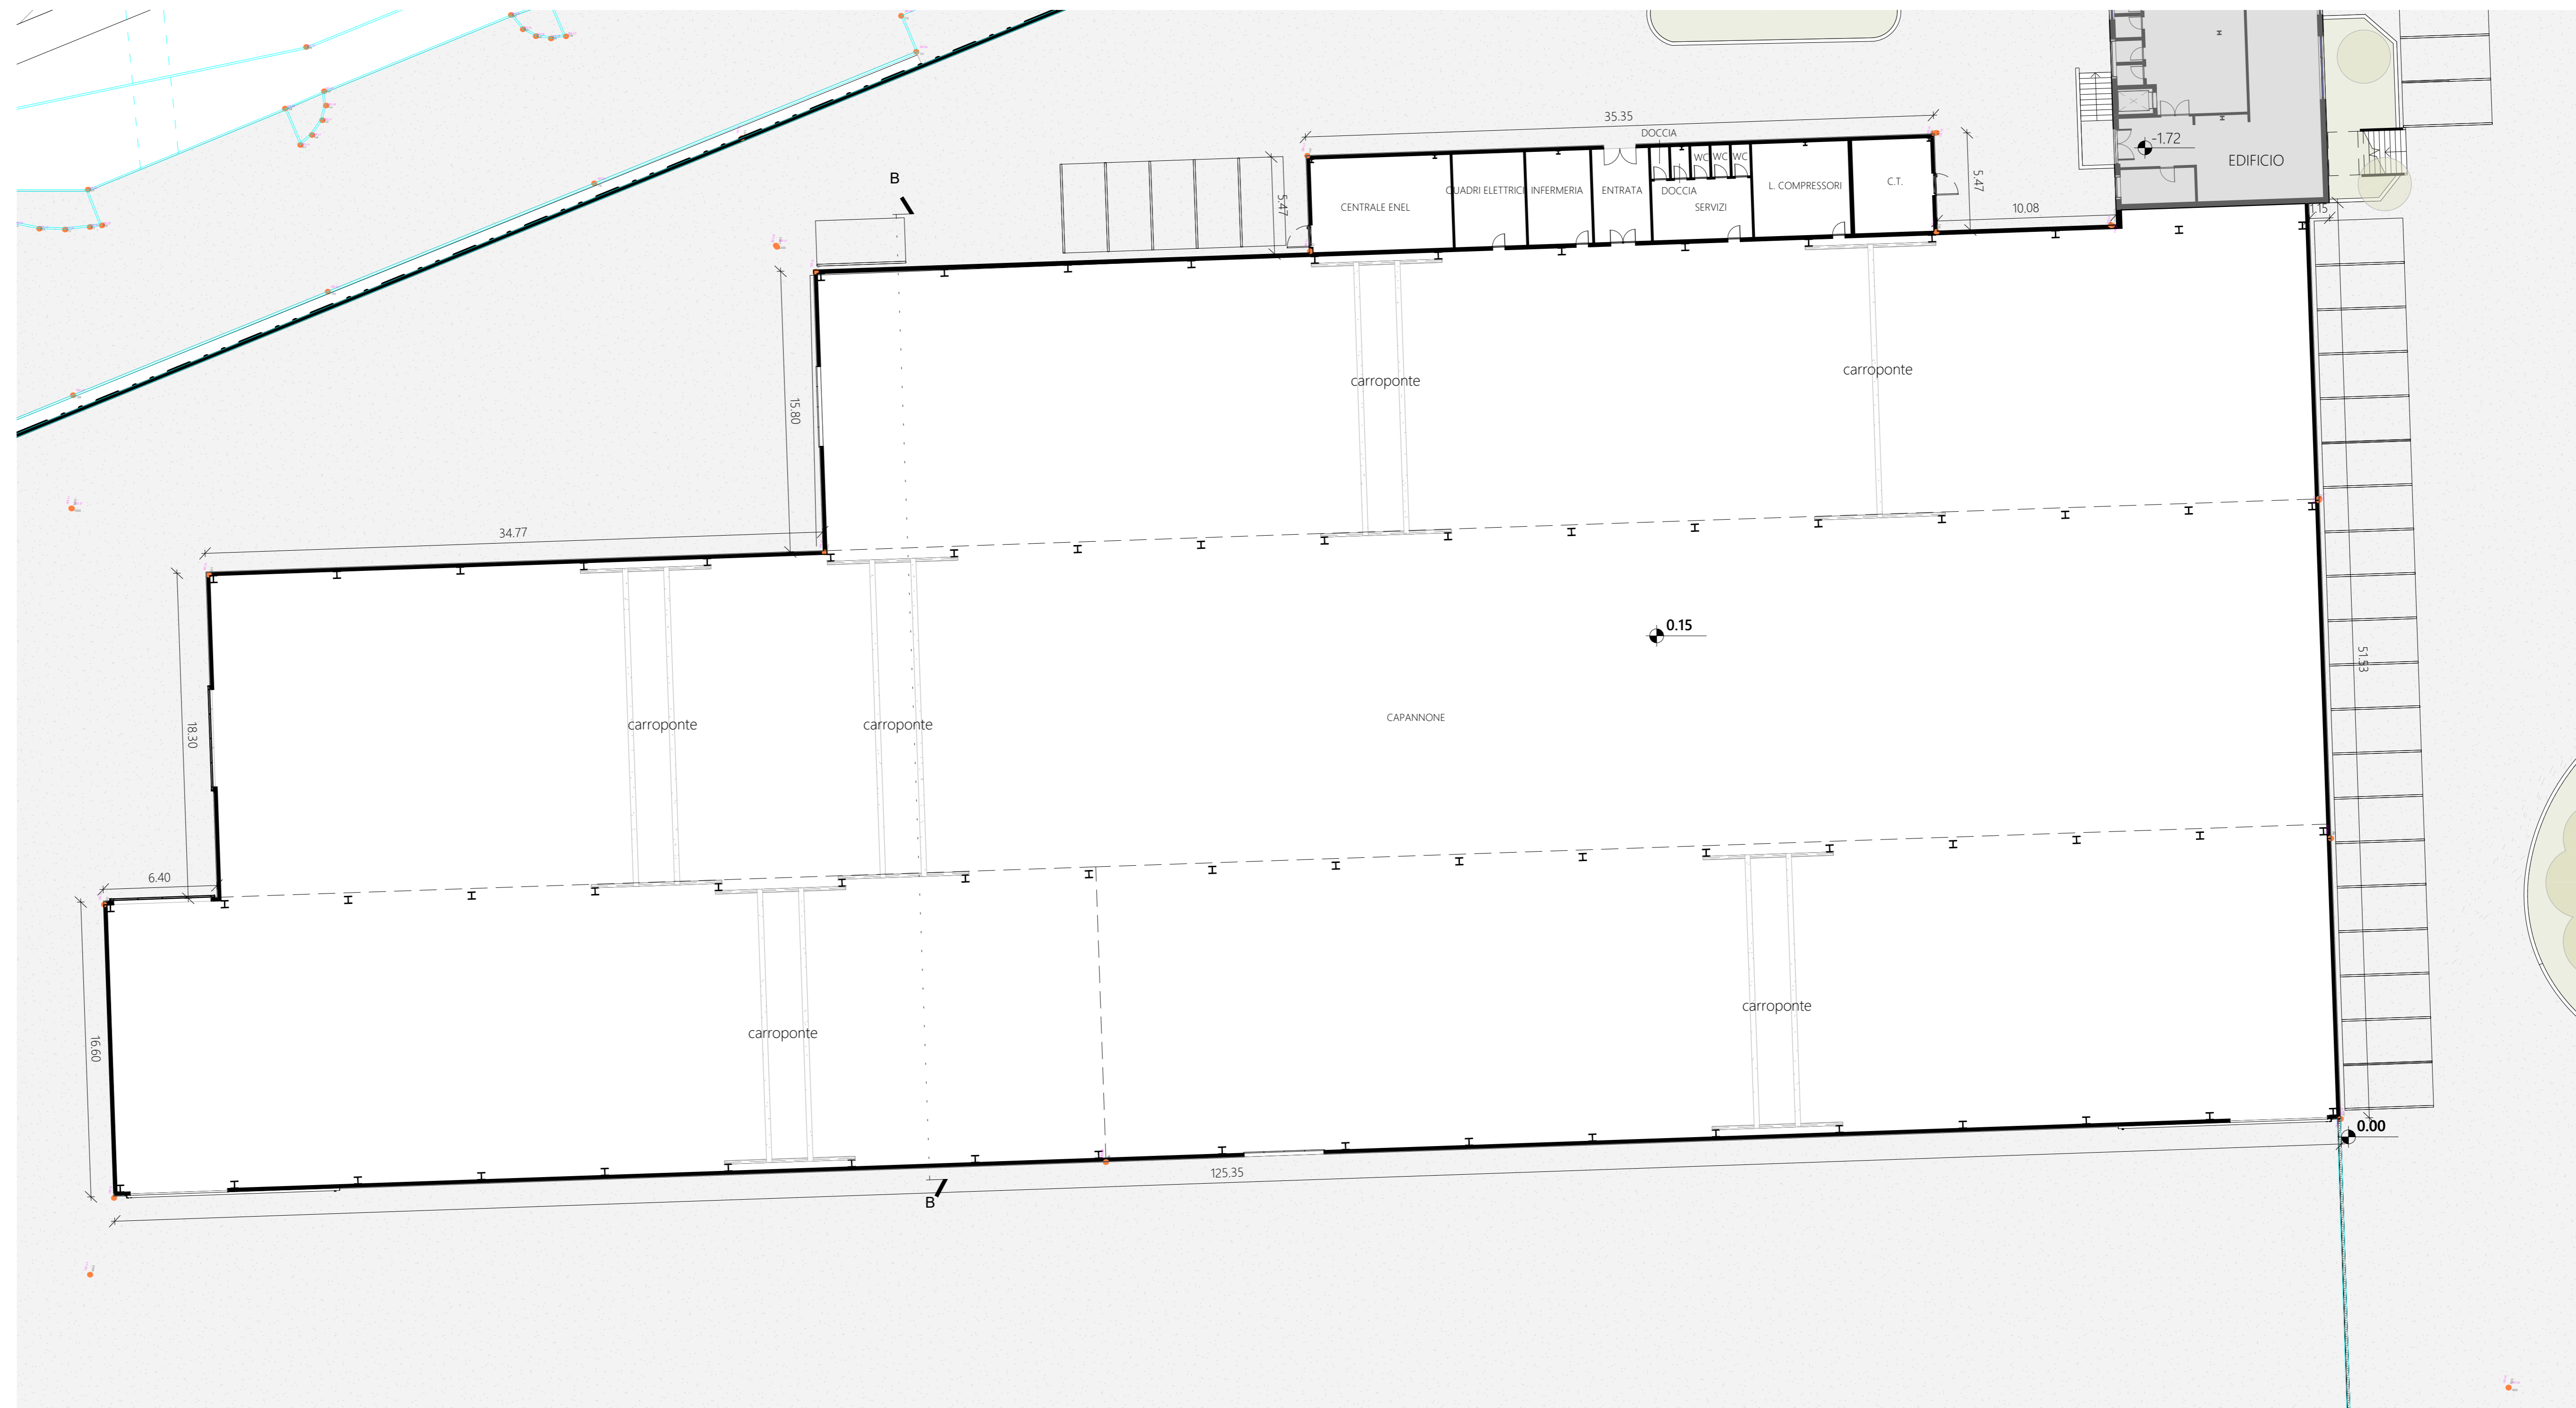 35.35
DOCCIA
-1.72
EDIFICIO
B
5.47
CENTRALE ENEL
QUADRI ELETTRICI
INFERMERIA
ENTRATA
DOCCIA
WC
WC
WC
SERVIZI
L. COMPRESSORI
C.T.
5.47
10.08
carroponte
carroponte
15.80
34.77
0.15
51.53
CAPANNONE
carroponte
carroponte
18.30
6.40
carroponte
carroponte
16.60
0.00
125.35
B